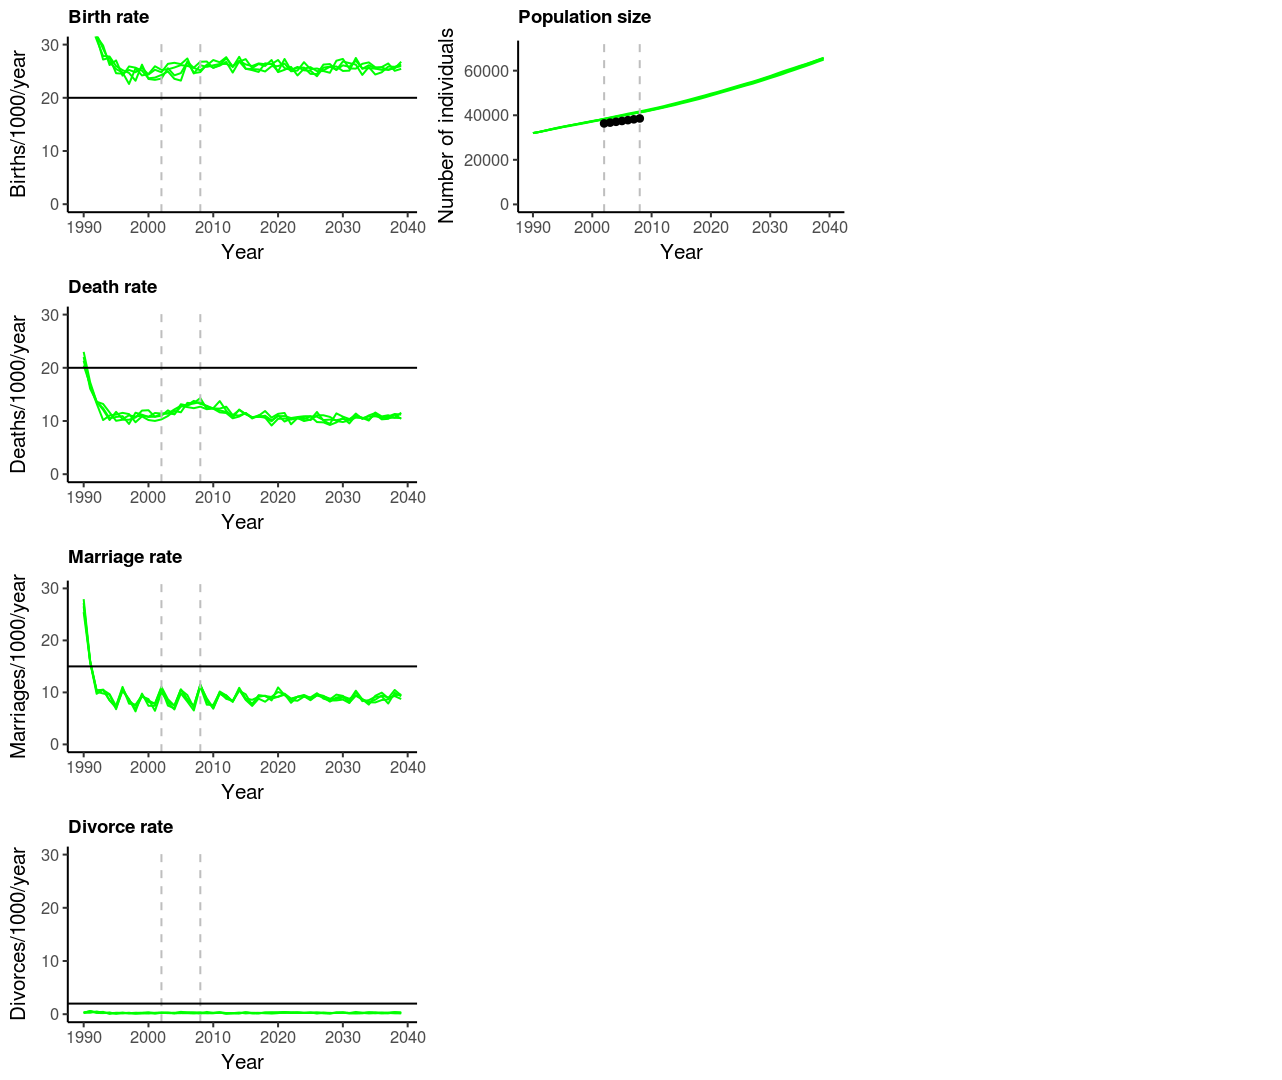 Birth rate
Births/1000/year
30
20
10
0
1990 2000 2010 2020 2030 2040
Year
Population size
Number of individuals
60000
40000
20000
0
1990 2000 2010 2020 2030 2040
Year
Death rate
Deaths/1000/year
30
20
10
0
1990 2000 2010 2020 2030 2040
Year
Marriage rate
Marriages/1000/year
30
20
10
0
1990 2000 2010 2020 2030 2040
Year
Divorce rate
Divorces/1000/year
30
20
10
0
1990 2000 2010 2020 2030 2040
Year